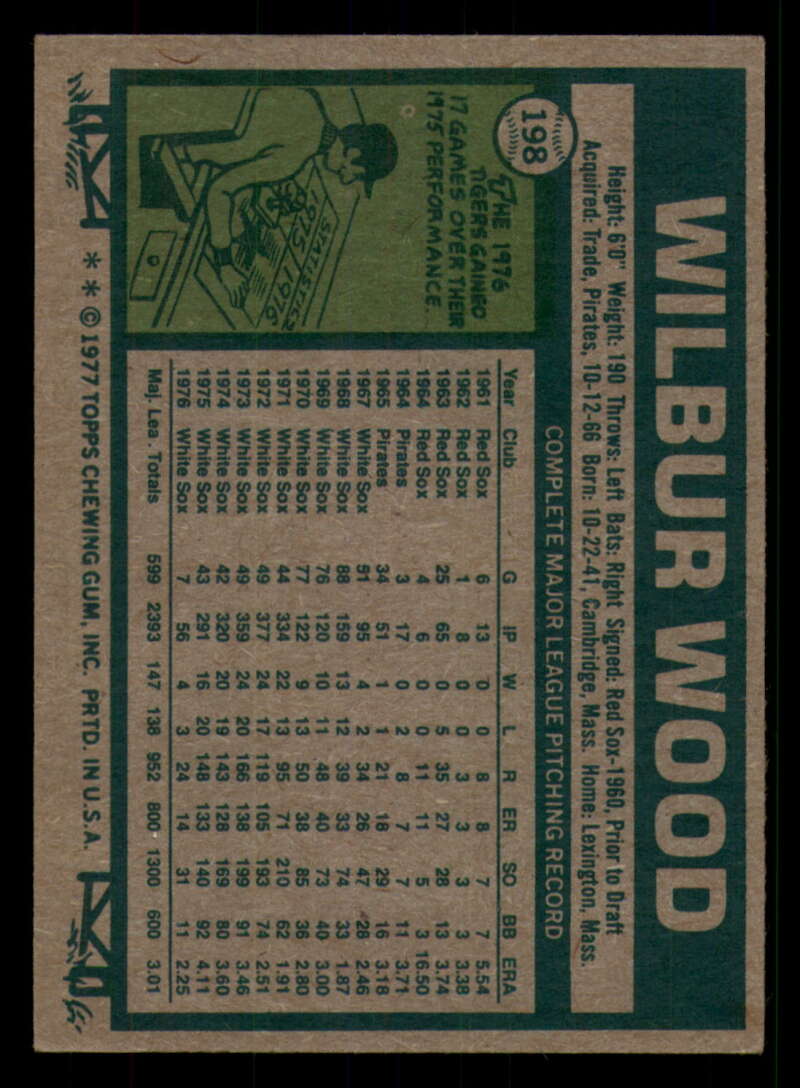 WILBUR WOOD
Height: 6'0" Weight: 190 Throws: Left Bats: Right Signed: Red Sox-1960, Prior to Draft
Acquired: Trade, Pirates, 10-12-66 Born: 10-22-41, Cambridge, Mass. Home: Lexington, Mass.
198
THE 1976
TIGERS GAINED
17 GAMES OVER THEIR
1975 PERFORMANCE.
STATISTICS
1975 1976
COMPLETE MAJOR LEAGUE PITCHING RECORD
Year Club G IP W L R ER SO BB ERA
1961 Red Sox 6 13 0 0 8 8 7 7 5.54
1962 Red Sox 1 8 0 0 3 3 3 3 3.38
1963 Red Sox 25 65 0 5 35 27 28 13 3.74
1964 Red Sox 4 6 0 0 11 11 5 3 16.50
1964 Pirates 3 17 0 2 8 7 7 11 3.71
1965 Pirates 34 51 1 1 21 18 29 16 3.18
1967 White Sox 51 95 4 2 34 26 47 28 2.46
1968 White Sox 88 159 13 12 39 33 74 33 1.87
1969 White Sox 76 120 10 11 48 40 73 40 3.00
1970 White Sox 77 122 9 13 50 38 85 36 2.80
1971 White Sox 44 334 22 13 95 71 210 62 1.91
1972 White Sox 49 377 24 17 119 105 193 74 2.51
1973 White Sox 49 359 24 20 166 138 199 91 3.46
1974 White Sox 42 320 20 19 143 128 169 80 3.60
1975 White Sox 43 291 16 20 148 133 140 92 4.11
1976 White Sox 7 56 4 3 24 14 31 11 2.25
Maj. Lea. Totals 599 2393 147 138 952 800 1300 600 3.01
* * © 1977 TOPPS CHEWING GUM, INC. PRTD. IN U.S.A.